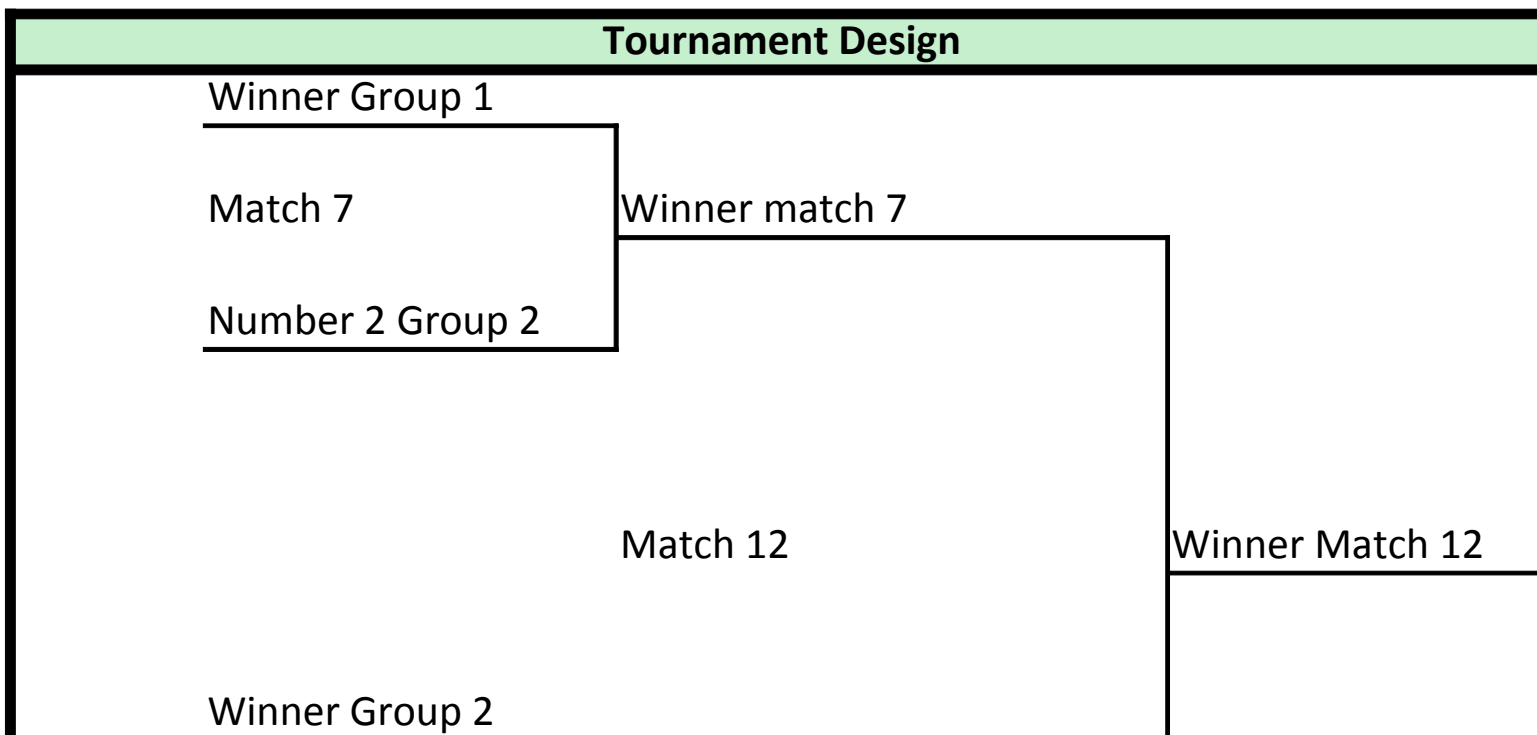 Tournament Design
Winner Group 1
Match 7
Winner match 7
Number 2 Group 2
Match 12
Winner Match 12
Winner Group 2